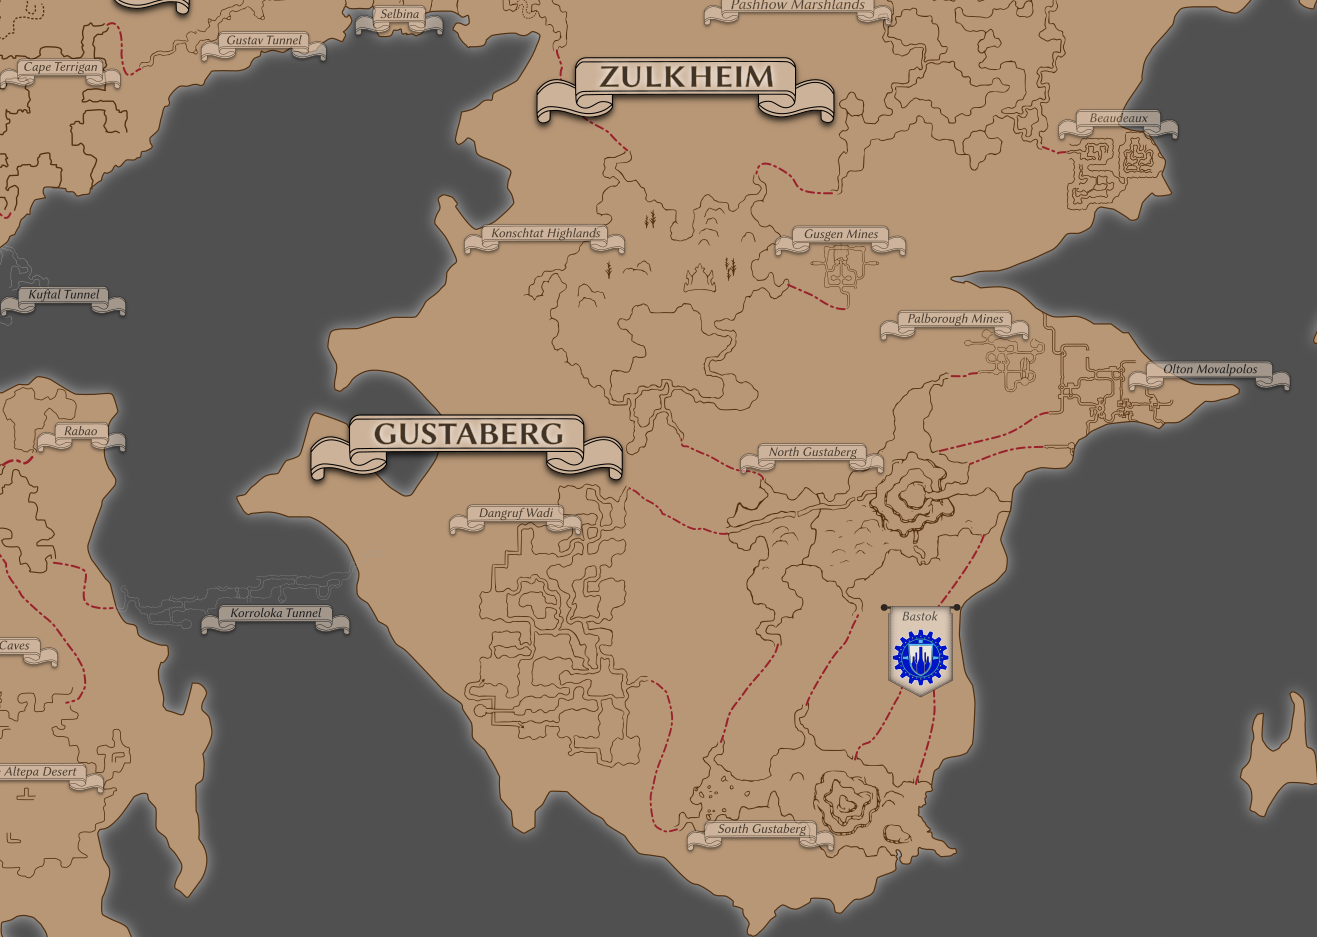 Pashhow Marshlands
Selbina
Gustav Tunnel
Cape Terrigan
ZULKHEIM
Beaudeaux
Konschtat Highlands
Gusgen Mines
Kuftal Tunnel
Palborough Mines
Olton Movalpolos
Rabao
GUSTABERG
North Gustaberg
Dangruf Wadi
Korroloka Tunnel
Bastok
Caves
Altepa Desert
South Gustaberg